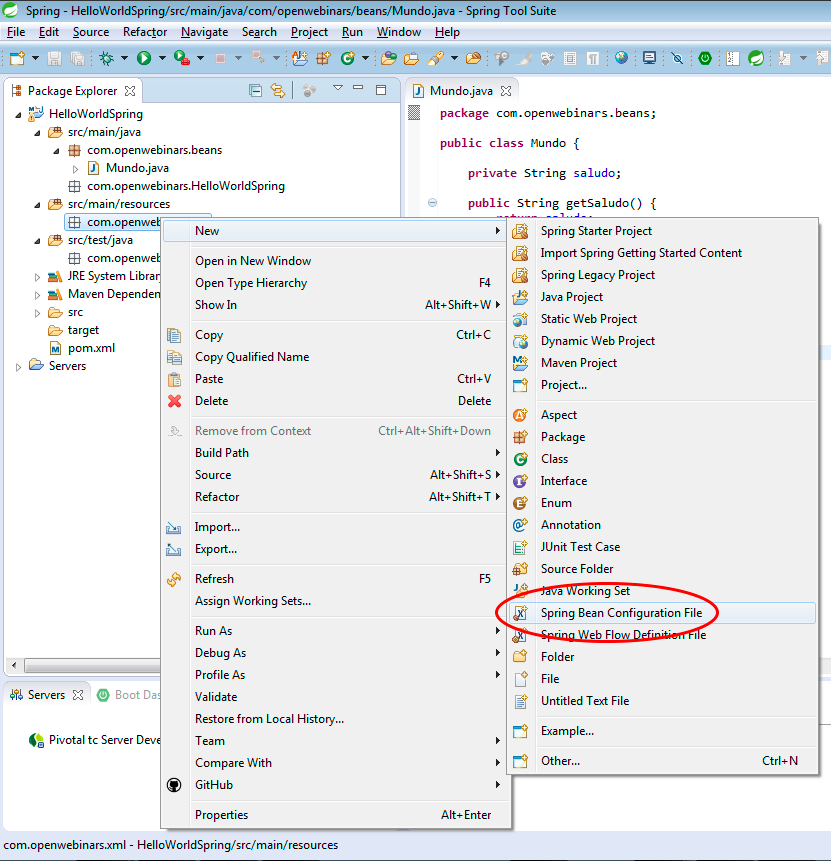 Spring - HelloWorldSpring/src/main/java/com/openwebinars/beans/Mundo.java - Spring Tool Suite
File Edit Source Refactor Navigate Search Project Run Window Help
Package Explorer
HelloWorldSpring
src/main/java
com.openwebinars.beans
Mundo.java
com.openwebinars.HelloWorldSpring
src/main/resources
com.openwebin
src/test/java
com.openweb
JRE System Library
Maven Dependen
src
target
pom.xml
Servers
Mundo.java
package com.openwebinars.beans;
public class Mundo {
private String saludo;
public String getSaludo() {
return saludo;
New
Open in New Window
Open Type Hierarchy F4
Show In Alt+Shift+W
Copy Ctrl+C
Copy Qualified Name
Paste Ctrl+V
Delete Delete
Remove from Context Ctrl+Alt+Shift+Down
Build Path
Source Alt+Shift+S
Refactor Alt+Shift+T
Import...
Export...
Refresh F5
Assign Working Sets...
Run As
Debug As
Profile As
Validate
Restore from Local History...
Team
Compare With
GitHub
Properties Alt+Enter
Spring Starter Project
Import Spring Getting Started Content
Spring Legacy Project
Java Project
Static Web Project
Dynamic Web Project
Maven Project
Project...
Aspect
Package
Class
Interface
Enum
Annotation
JUnit Test Case
Source Folder
Java Working Set
Spring Bean Configuration File
Spring Web Flow Definition File
Folder
File
Untitled Text File
Example...
Other... Ctrl+N
Servers Boot Das
Pivotal tc Server Deve
com.openwebinars.xml - HelloWorldSpring/src/main/resources